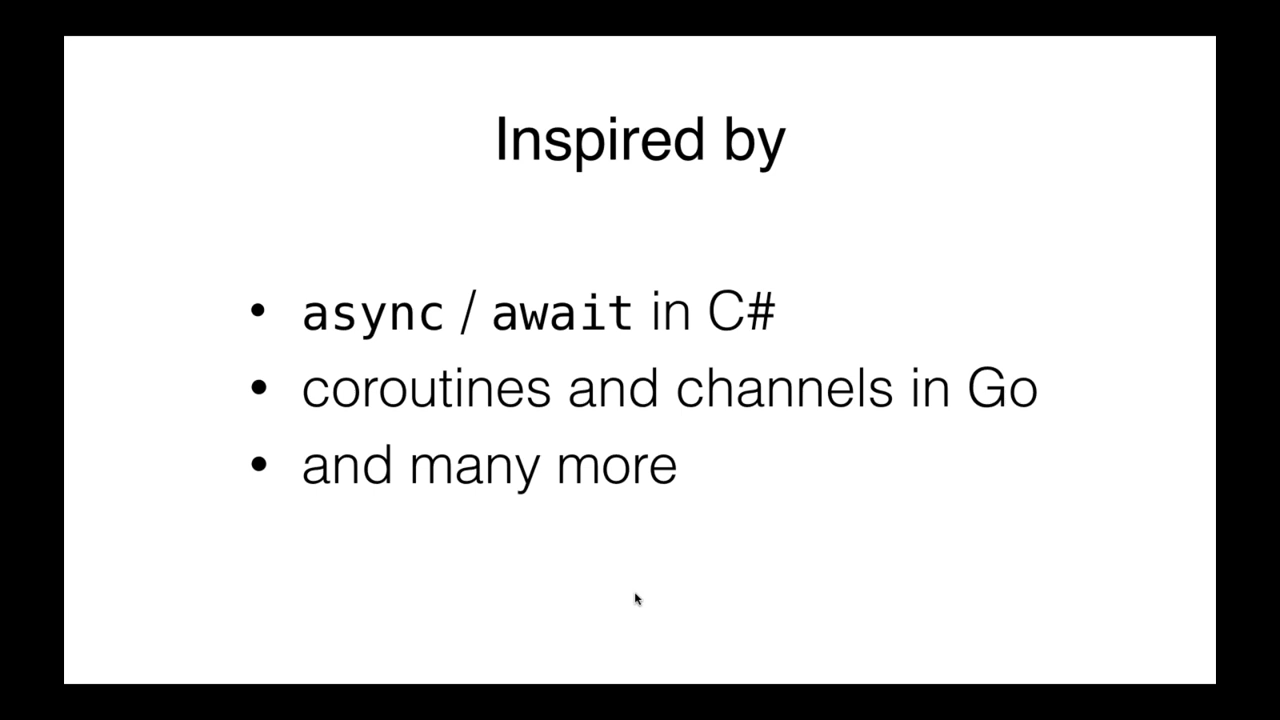 Inspired by
• async / await in C#
• coroutines and channels in Go
• and many more